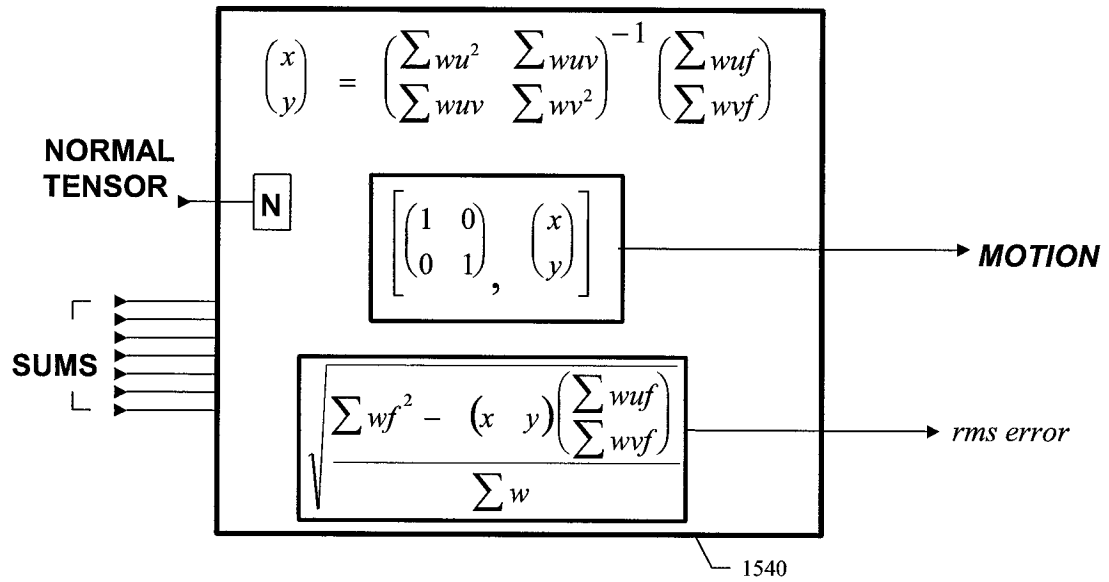 (x y) = (∑wu² ∑wuv ∑wuv ∑wv²)⁻¹ (∑wuf ∑wvf)
NORMAL
TENSOR
N
[(1 0 0 1), (x y)]
MOTION
SUMS
√((∑wf² - (x y)(∑wuf ∑wvf)) / ∑w)
rms error
1540